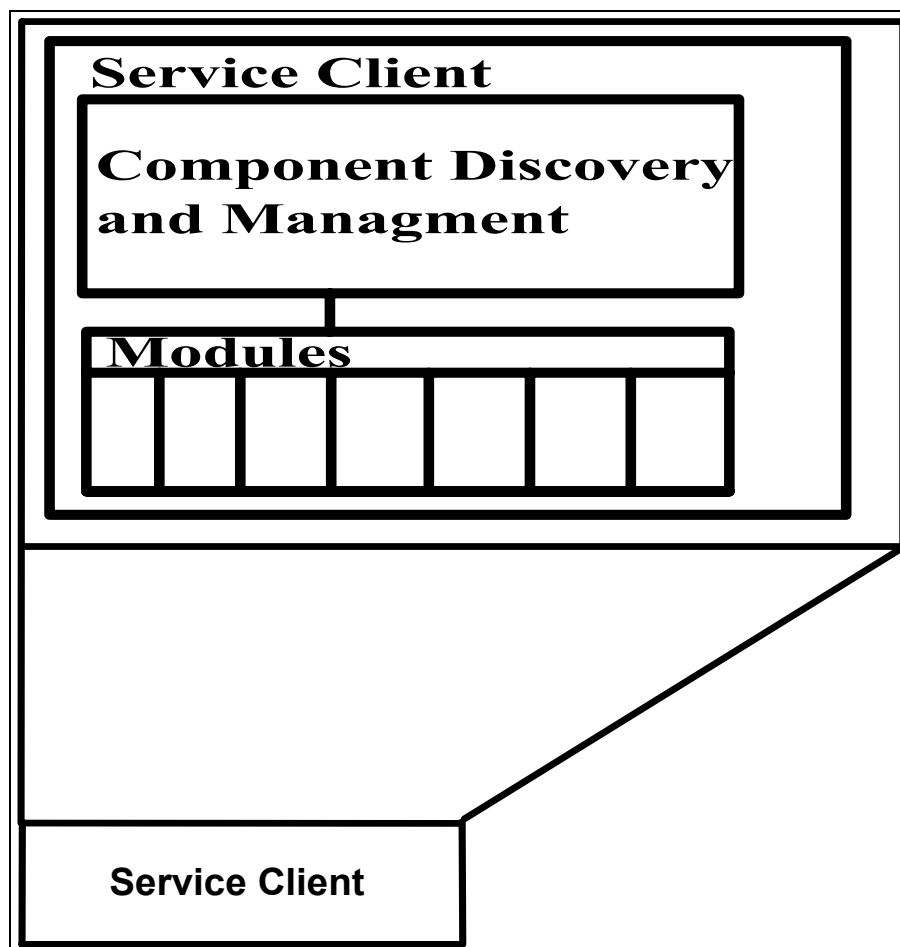 Service Client
Component Discovery
and Managment
Modules
Service Client